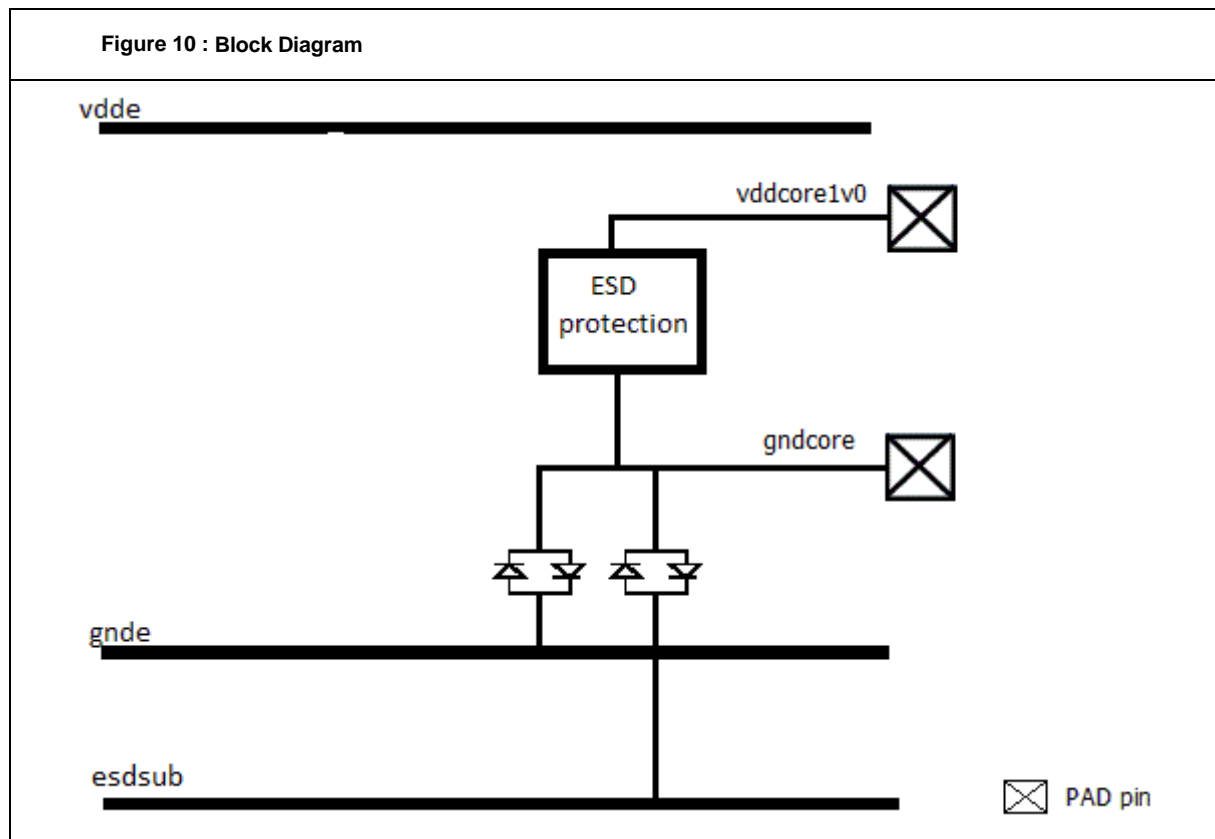 Figure 10 : Block Diagram
vdde
vddcore1v0
ESD
protection
gndcore
gnde
esdsub
PAD pin